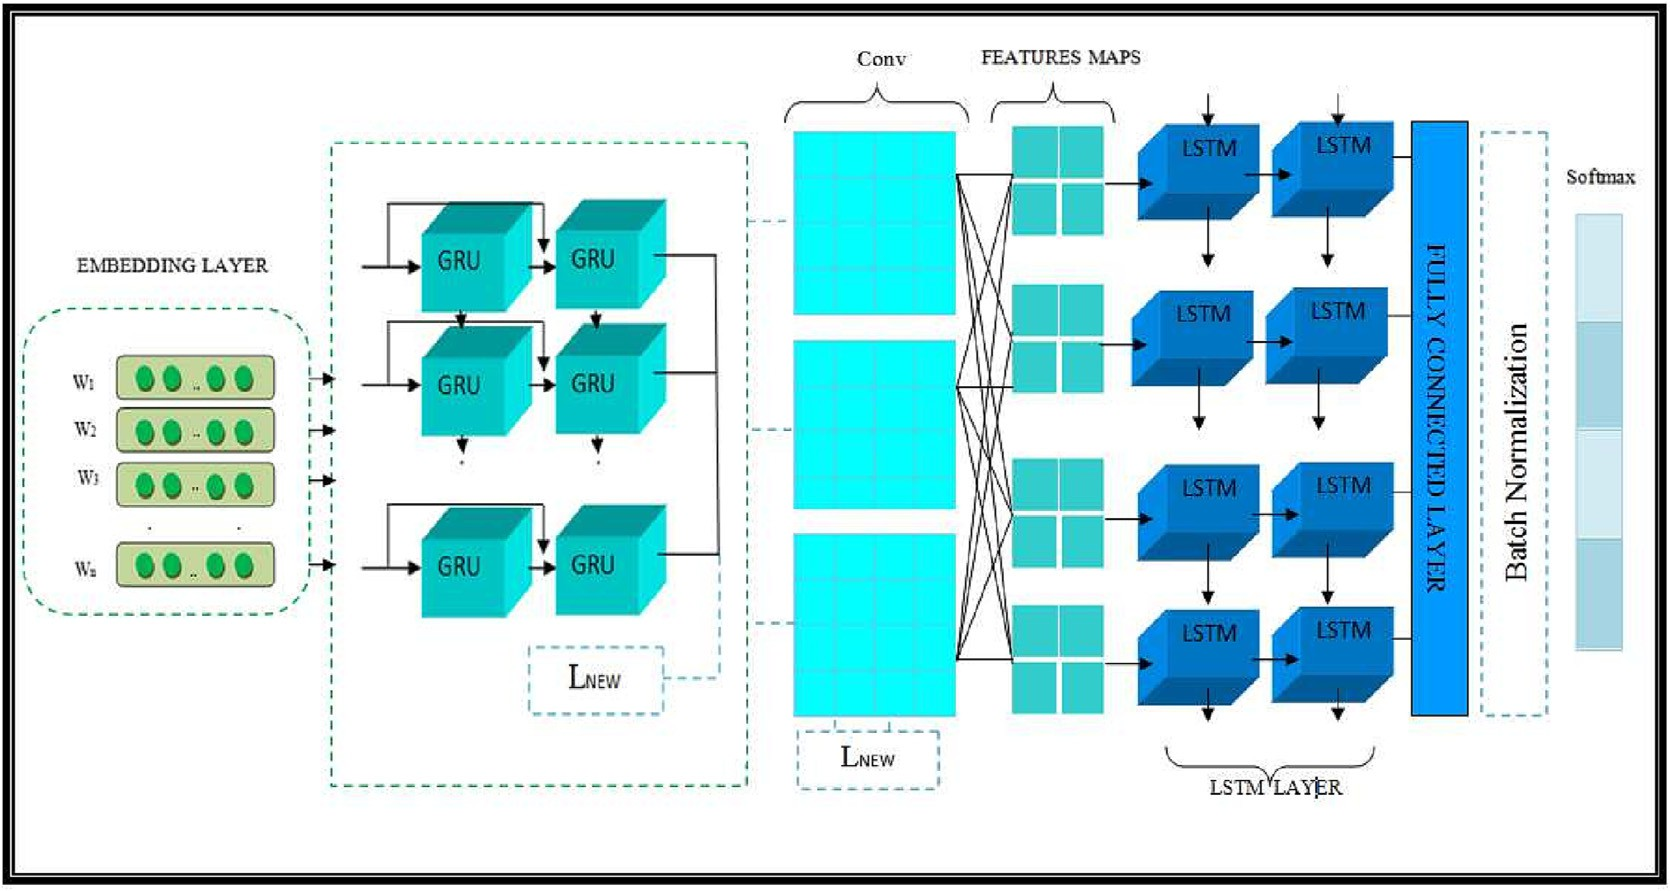 Conv
FEATURES MAPS
EMBEDDING LAYER
W1
W2
W3
Wn
GRU
GRU
GRU
GRU
GRU
GRU
LNEW
LNEW
LSTM
LSTM
LSTM
LSTM
LSTM
LSTM
LSTM
LSTM
LSTM LAYER
FULLY CONNECTED LAYER
Batch Normalization
Softmax